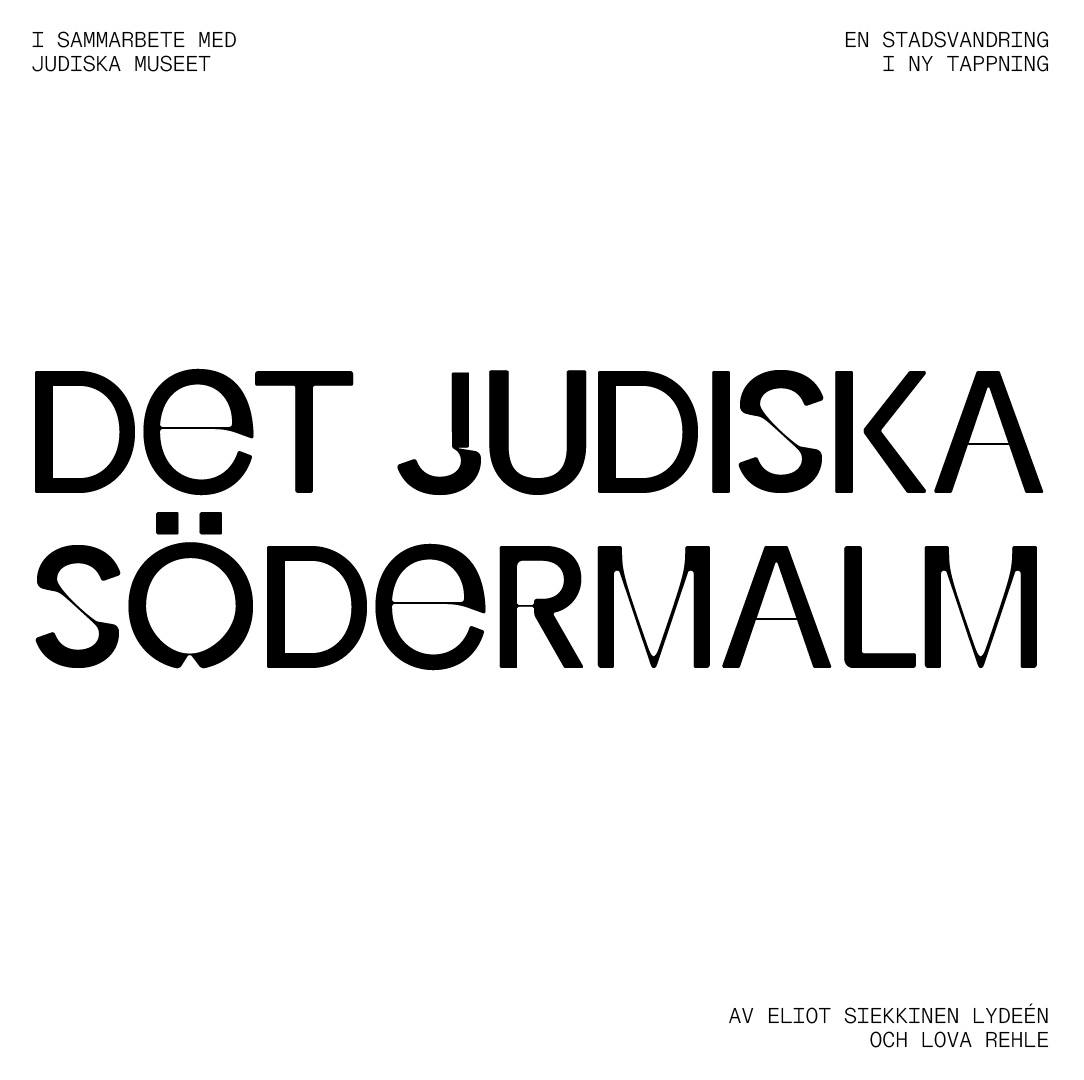 I SAMMARBETE MED
JUDISKA MUSEET
EN STADSVANDRING
I NY TAPPNING
DeT JUDISKA
SÖDeRMALM
AV ELIOT SIEKKINEN LYDEÉN
OCH LOVA REHLE